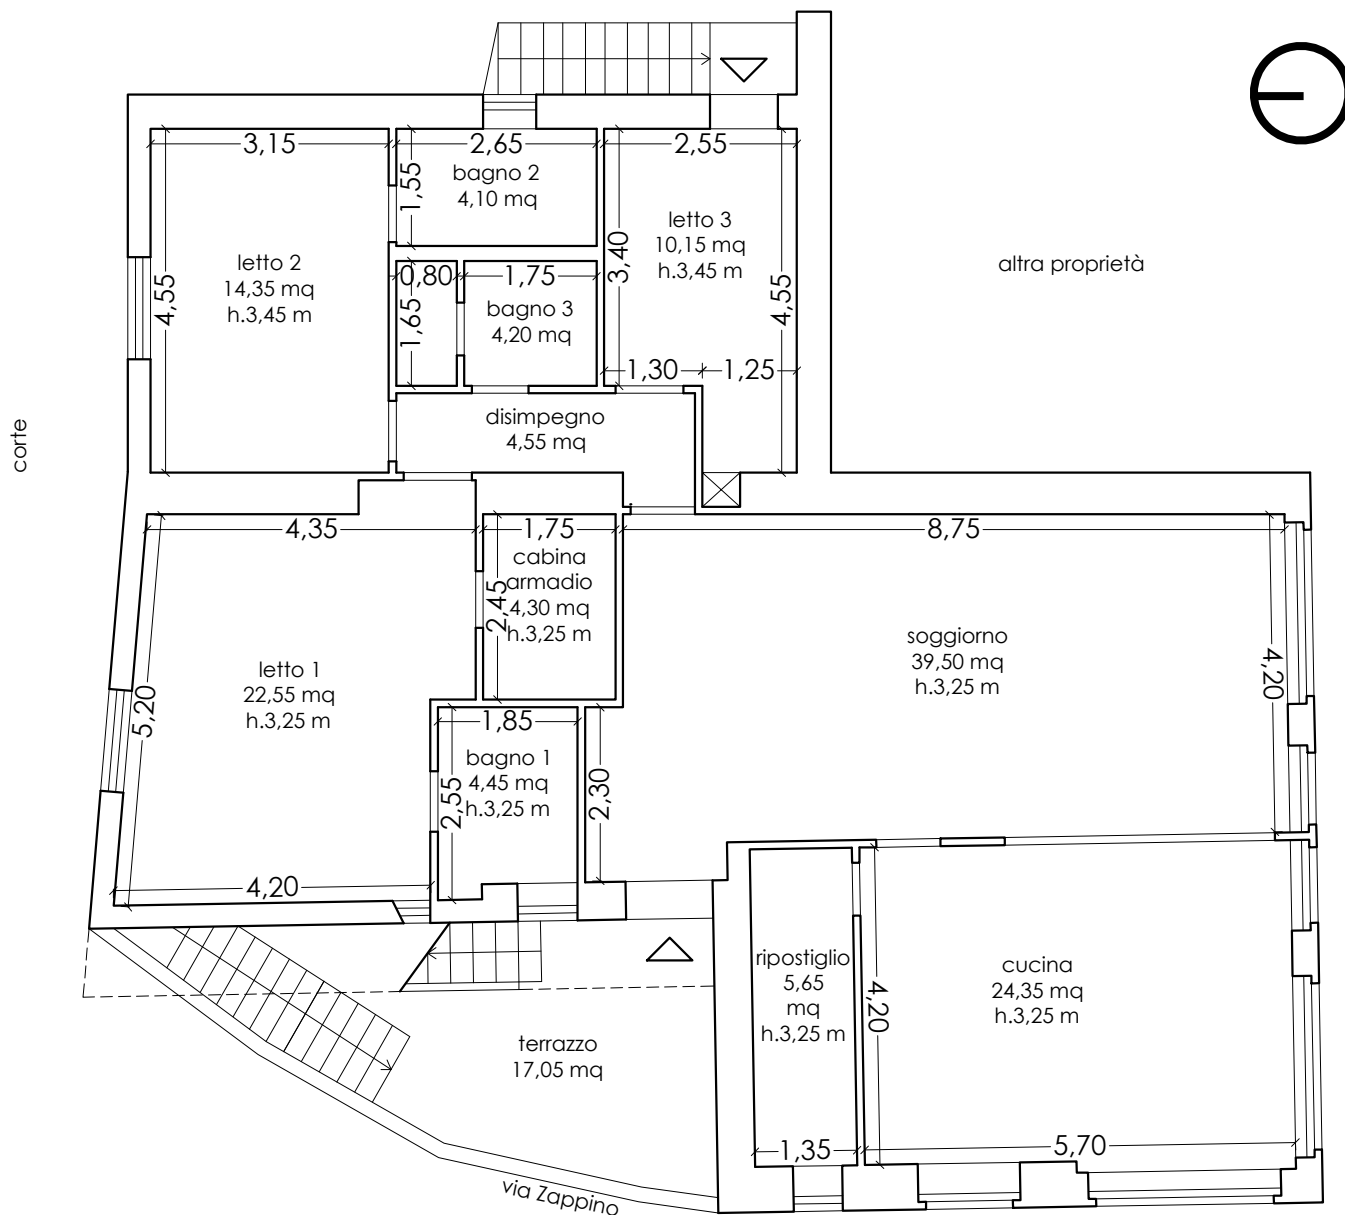 3,15
2,65
2,55
bagno 2
4,10 mq
1,55
letto 3
10,15 mq
h.3,45 m
3,40
4,55
altra proprietà
letto 2
14,35 mq
h.3,45 m
4,55
0,80
1,75
1,65
bagno 3
4,20 mq
1,30
1,25
disimpegno
4,55 mq
corte
4,35
1,75
8,75
cabina
armadio
4,30 mq
h.3,25 m
2,45
soggiorno
39,50 mq
h.3,25 m
4,20
letto 1
22,55 mq
h.3,25 m
5,20
1,85
bagno 1
4,45 mq
h.3,25 m
2,55
2,30
4,20
ripostiglio
5,65
mq
h.3,25 m
4,20
cucina
24,35 mq
h.3,25 m
terrazzo
17,05 mq
1,35
5,70
via Zappino